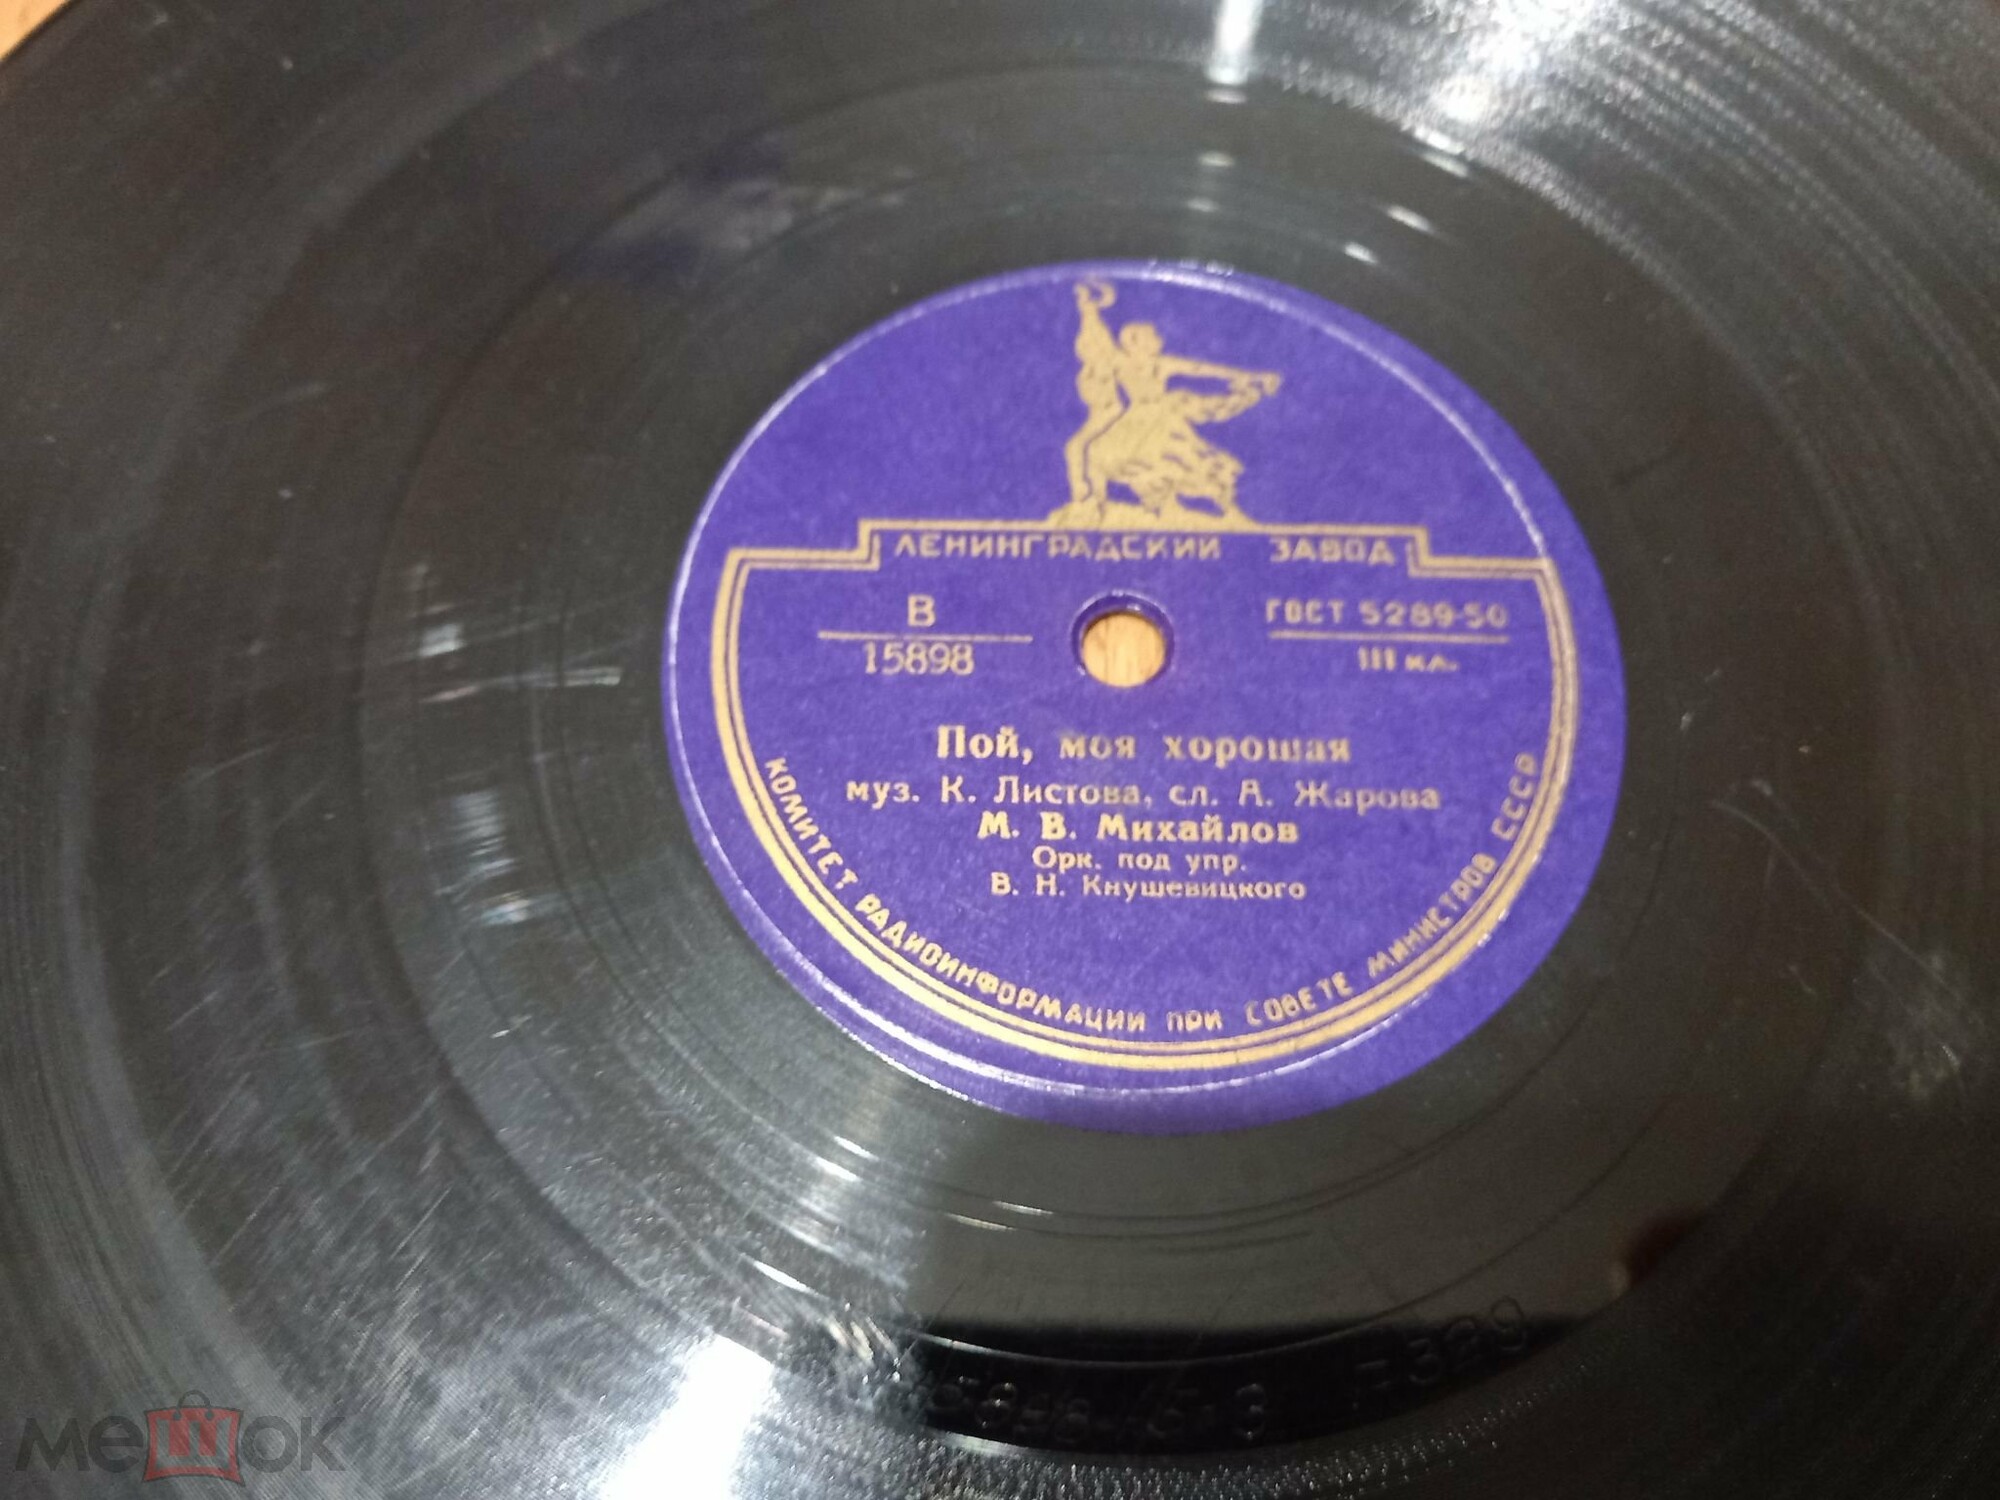 ЛЕНИНГРАДСКИЙ ЗАВОД
В
15898
ГОСТ 5289-50
III кл.
Пой, моя хорошая
муз. К. Листова, сл. А. Жарова
М. В. Михайлов
Орк. под упр.
В. Н. Кнушевицкого
КОМИТЕТ РАДИОИНФОРМАЦИИ ПРИ СОВЕТЕ МИНИСТРОВ СССР
мешок